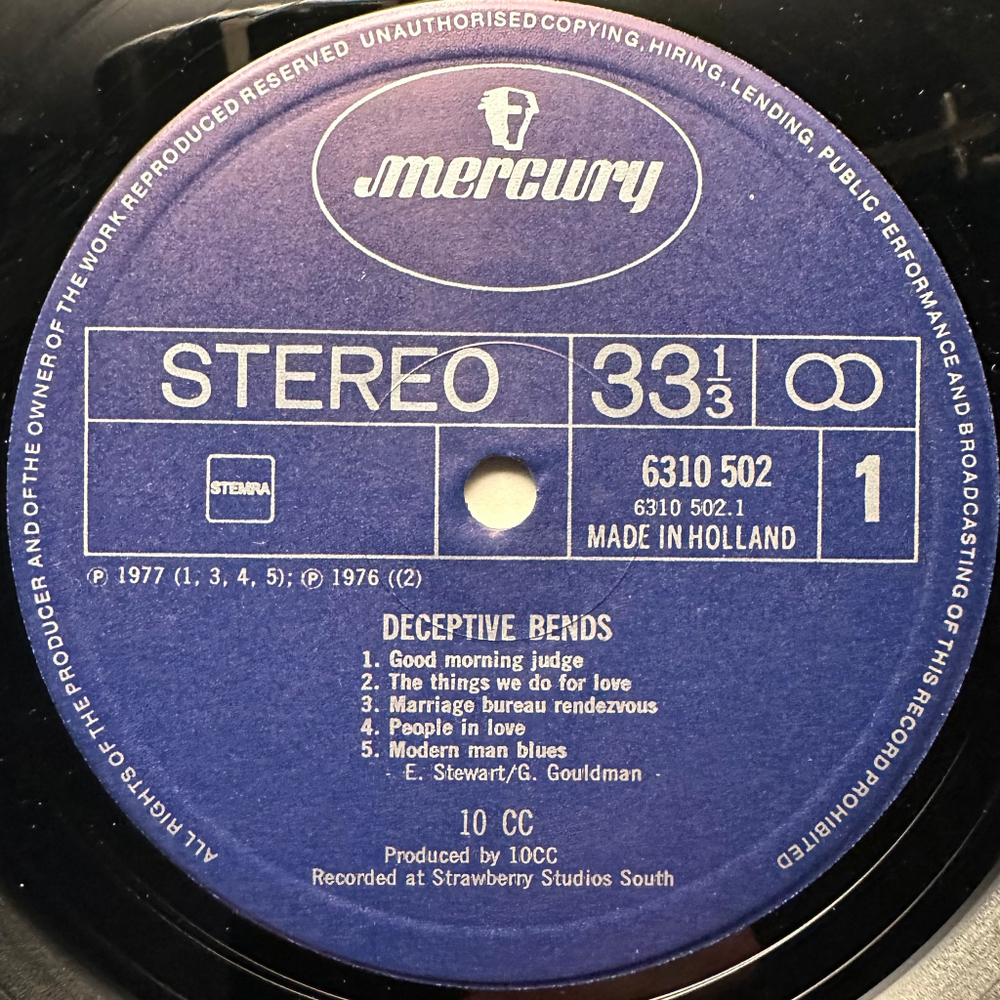 ALL RIGHTS OF THE PRODUCER AND OF THE OWNER OF THE WORK REPRODUCED RESERVED UNAUTHORISED COPYING, HIRING, LENDING, PUBLIC PERFORMANCE AND BROADCASTING OF THIS RECORD PROHIBITED
mercury
STEREO 33 1/3
STEMRA
6310 502
6310 502.1
MADE IN HOLLAND
1
Ⓟ 1977 (1, 3, 4, 5); Ⓟ 1976 ((2)
DECEPTIVE BENDS
1. Good morning judge
2. The things we do for love
3. Marriage bureau rendezvous
4. People in love
5. Modern man blues
- E. Stewart/G. Gouldman -
10 CC
Produced by 10CC
Recorded at Strawberry Studios South